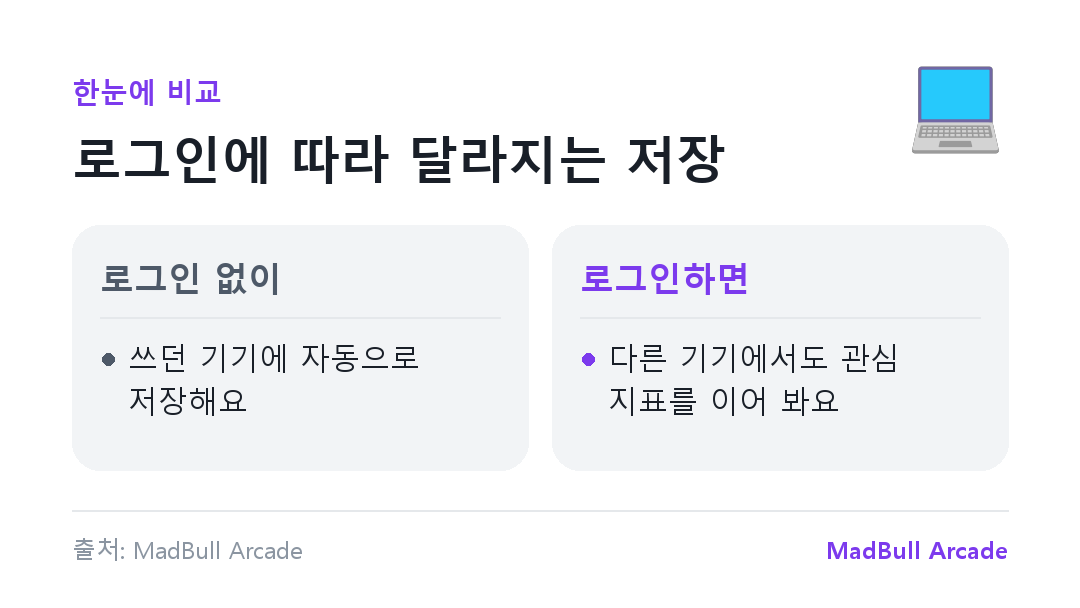 한눈에 비교
로그인에 따라 달라지는 저장
로그인 없이
쓰던 기기에 자동으로
저장해요
로그인하면
다른 기기에서도 관심
지표를 이어 봐요
출처: MadBull Arcade
MadBull Arcade